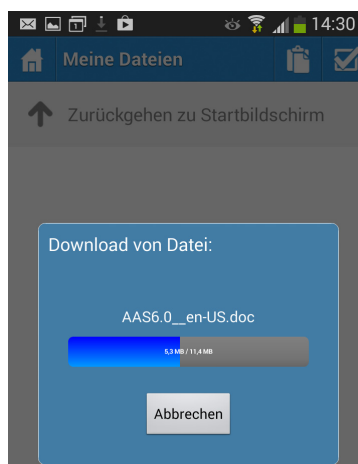 14:30
Meine Dateien
Zurückgehen zu Startbildschirm
Download von Datei:
AAS6.0__en-US.doc
5,3 MB / 11,4 MB
Abbrechen